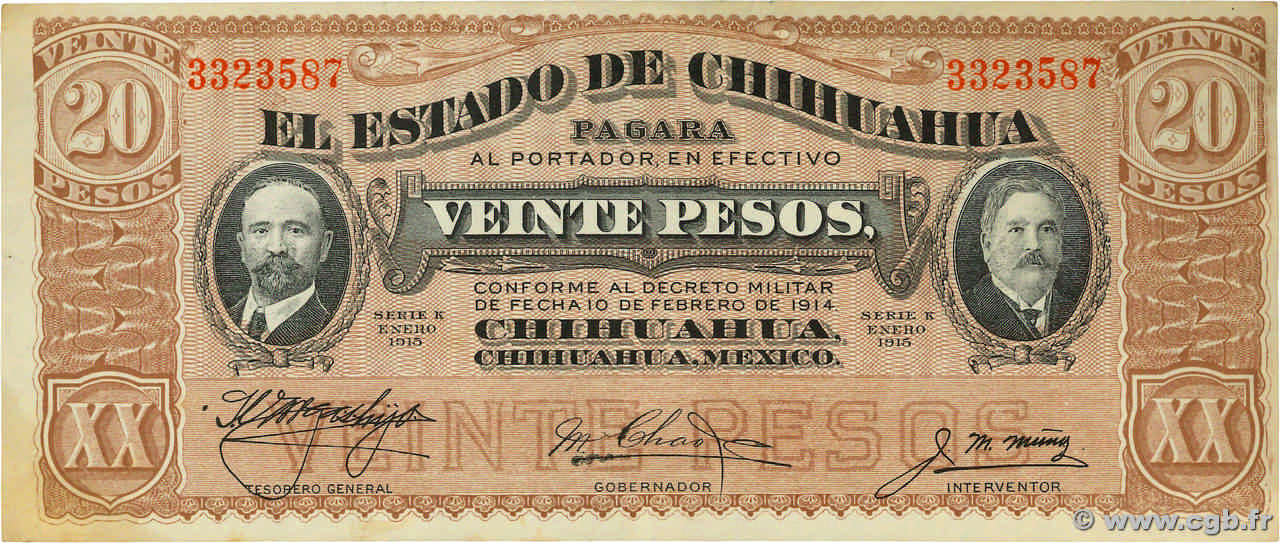 VEINTE
20
PESOS
VEINTE
20
PESOS
3323587
3323587
EL ESTADO DE CHIHUAHUA
PAGARA
AL PORTADOR, EN EFECTIVO
VEINTE PESOS,
CONFORME AL DECRETO MILITAR
DE FECHA 10 DE FEBRERO DE 1914.
CHIHUAHUA,
CHIHUAHUA, MEXICO.
SERIE K
ENERO
1915
SERIE K
ENERO
1915
XX
XX
VEINTE PESOS
M Chao
J. M. Muñoz
TESORERO GENERAL
GOBERNADOR
INTERVENTOR
© www.cgb.fr